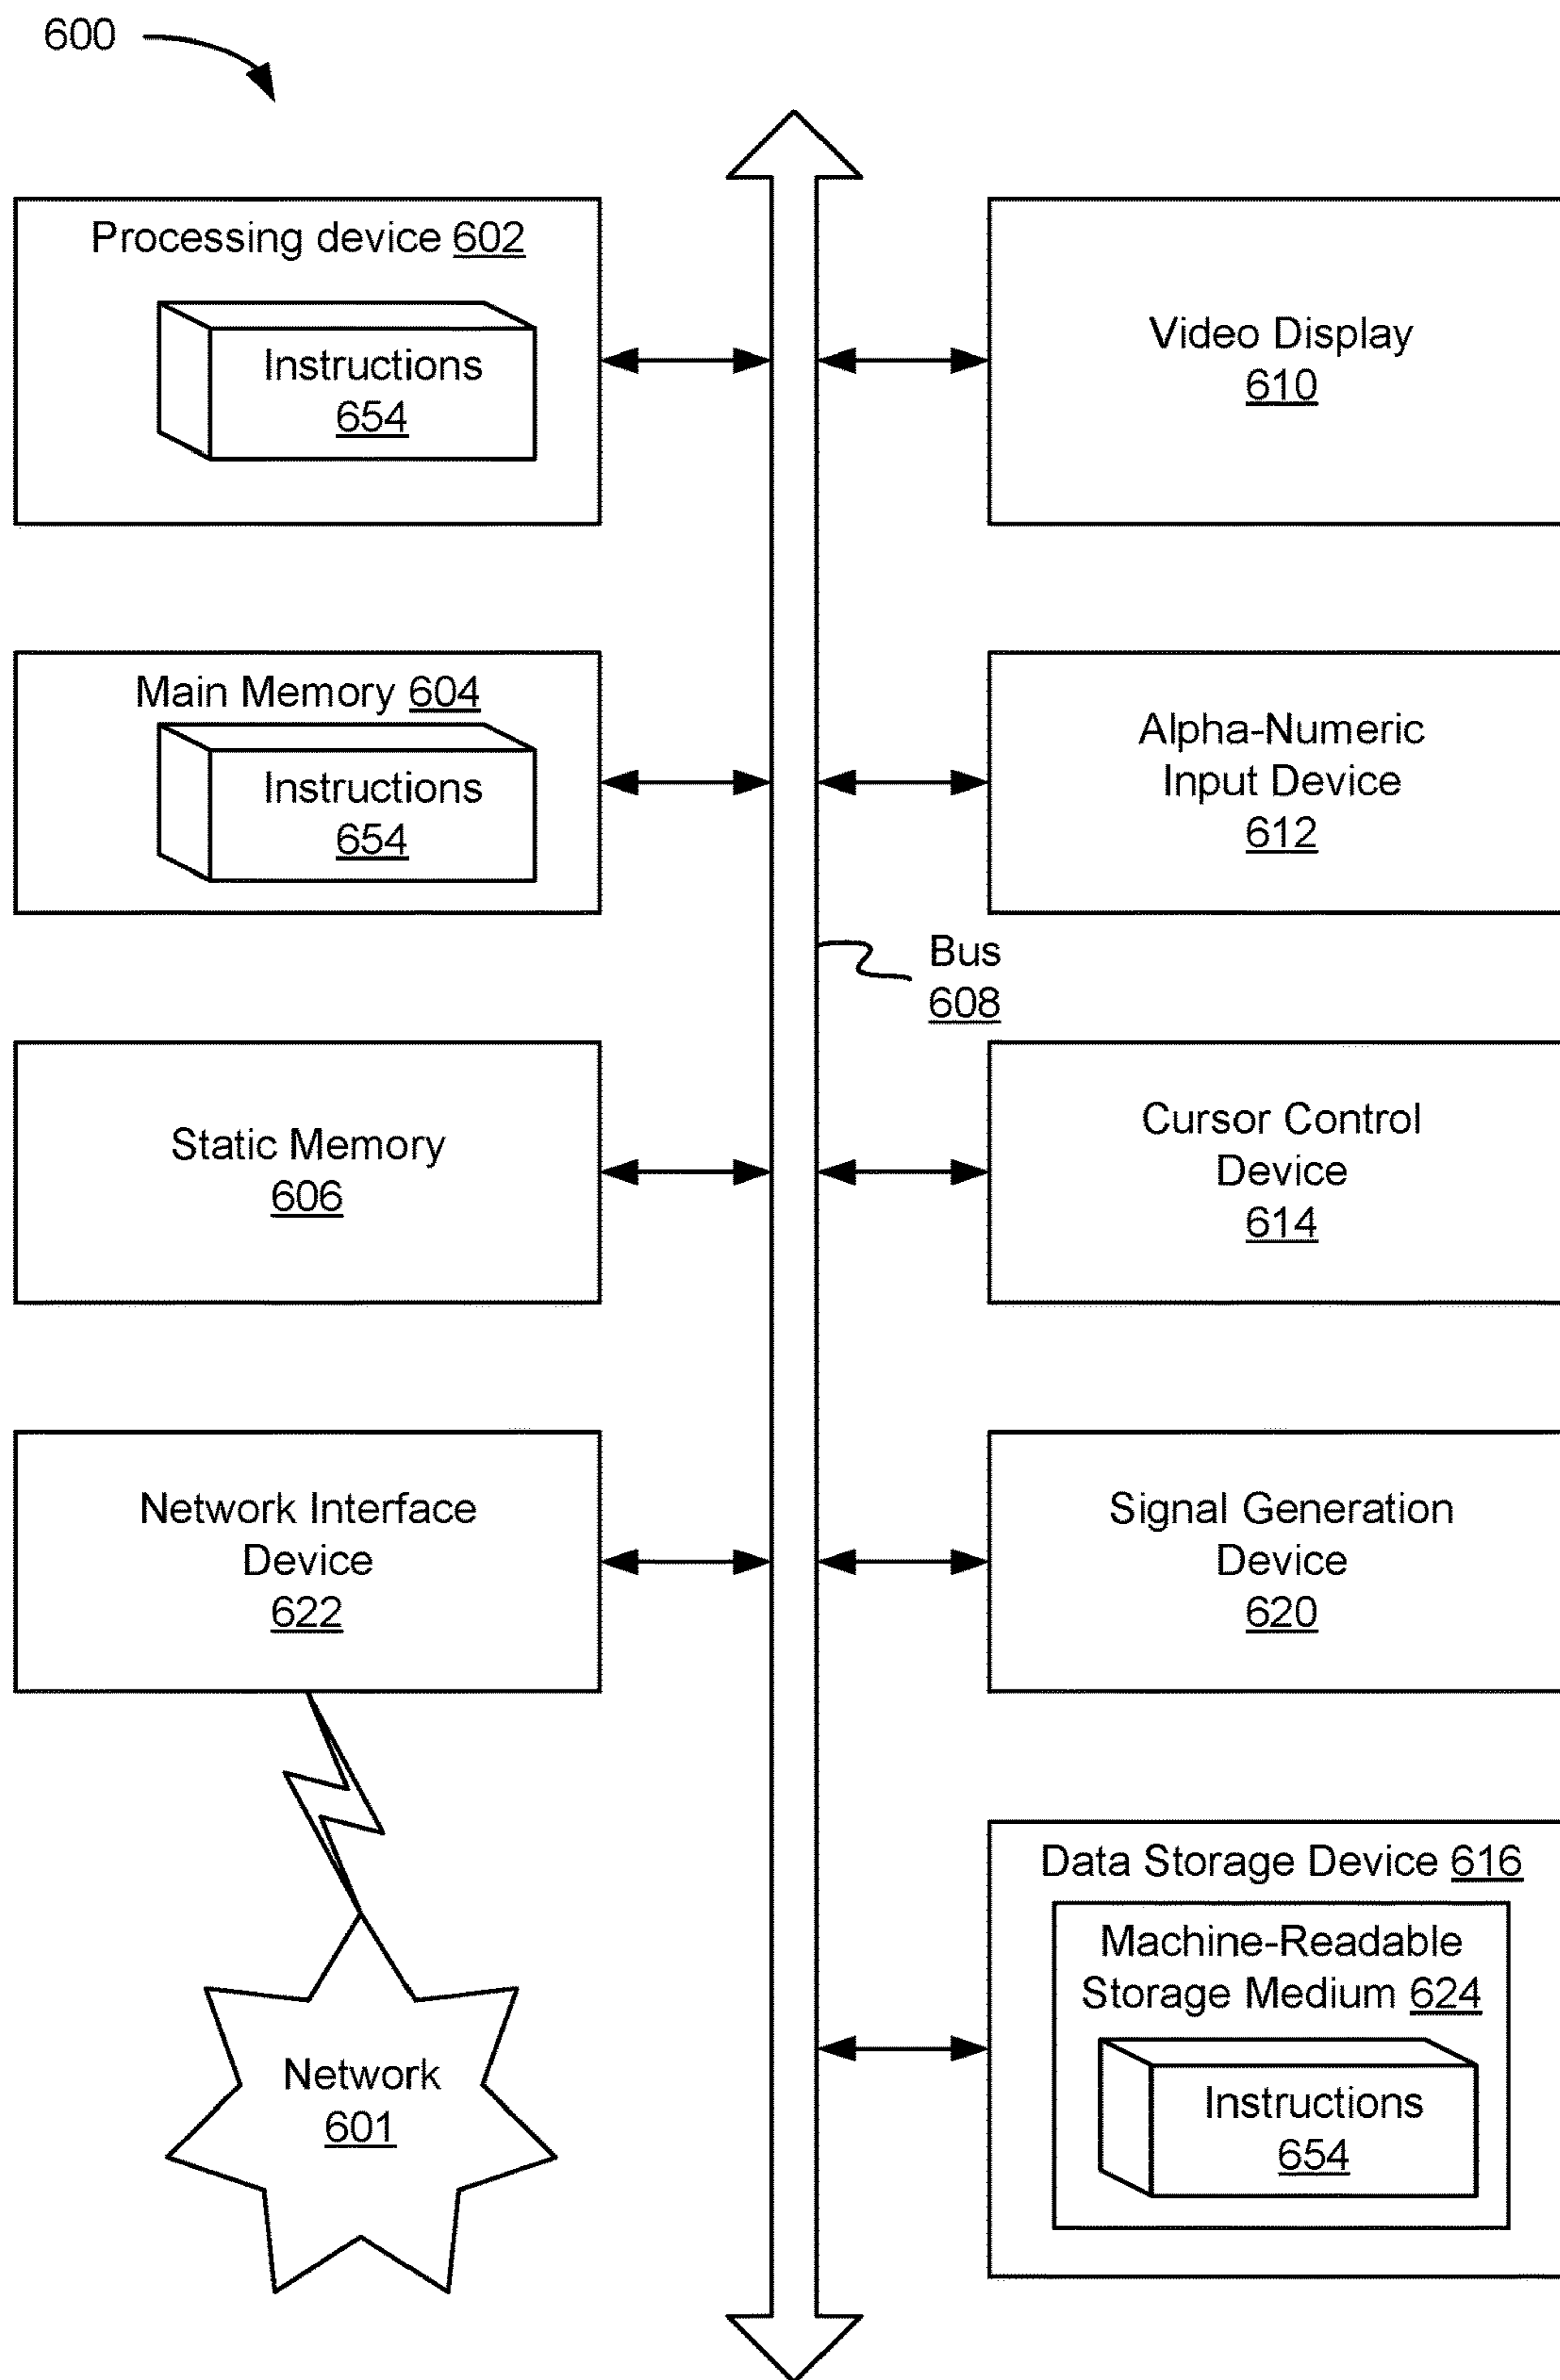 600
Processing device 602
Instructions
654
Video Display
610
Main Memory 604
Instructions
654
Alpha-Numeric
Input Device
612
Bus
608
Static Memory
606
Cursor Control
Device
614
Network Interface
Device
622
Signal Generation
Device
620
Data Storage Device 616
Machine-Readable
Storage Medium 624
Instructions
654
Network
601